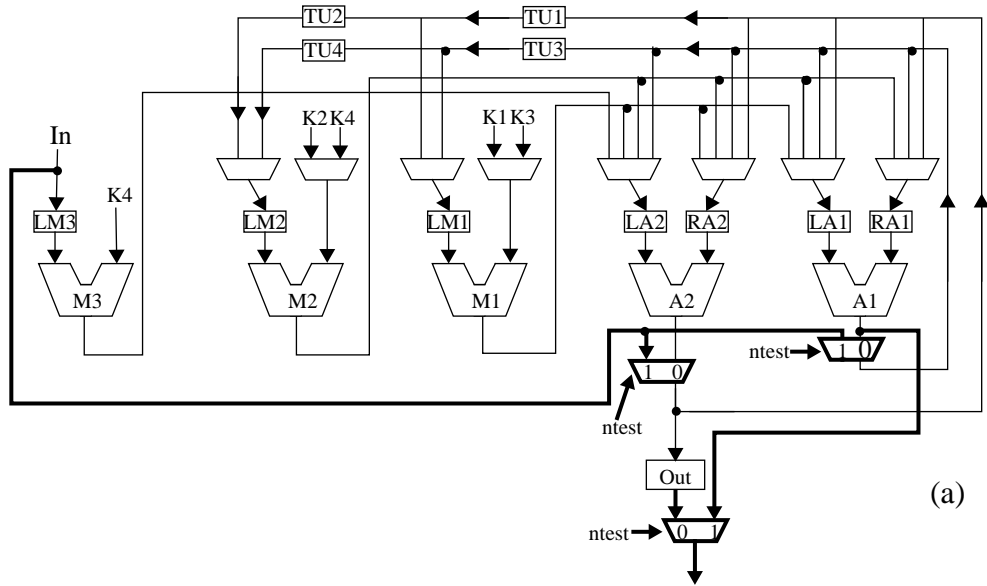 TU2 TU1
TU4 TU3
K2 K4 K1 K3
In
K4
LM3 LM2 LM1 LA2 RA2 LA1 RA1
M3 M2 M1 A2 A1
ntest 1 0
1 0
ntest
Out
(a)
ntest 0 1